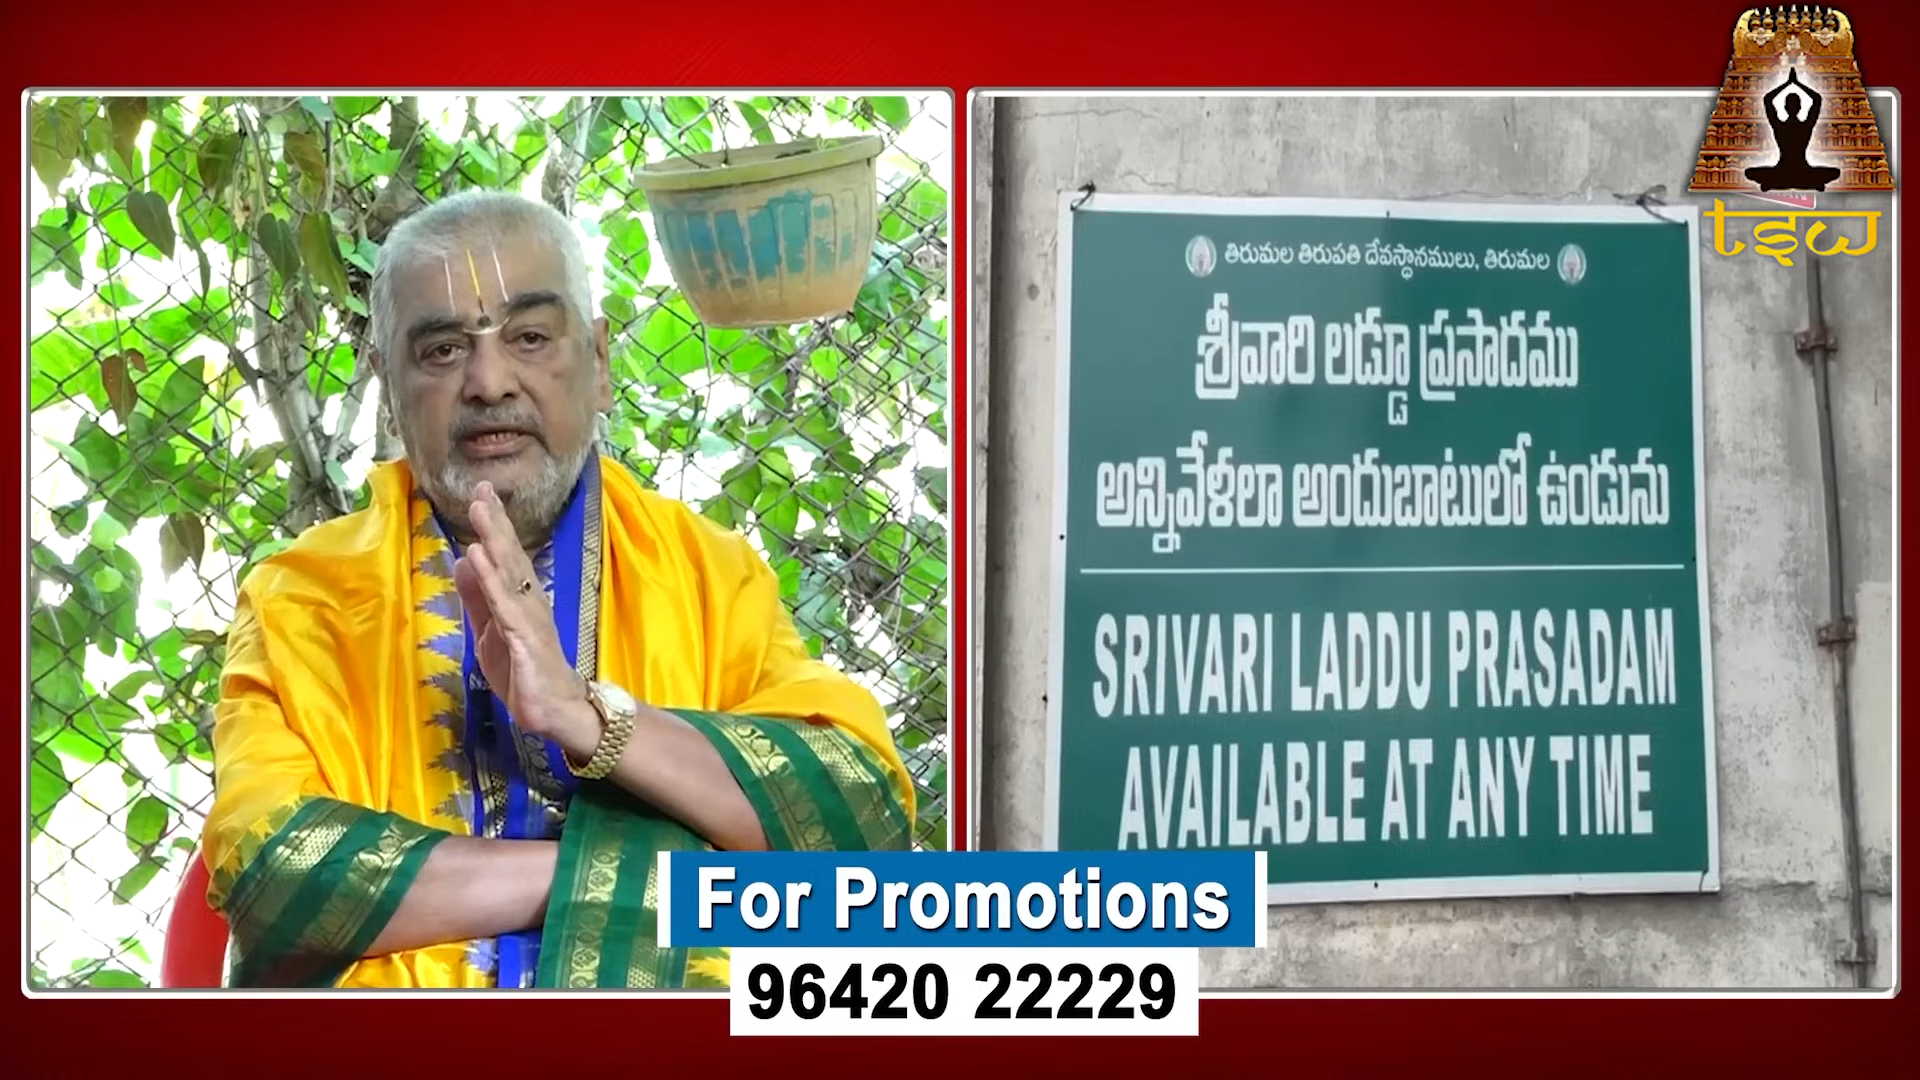 తిరుమల తిరుపతి దేవస్థానములు, తిరుమల
శ్రీవారి లడ్డూ ప్రసాదము
అన్నివేళలా అందుబాటులో ఉండును
SRIVARI LADDU PRASADAM
AVAILABLE AT ANY TIME
tsw
For Promotions
96420 22229